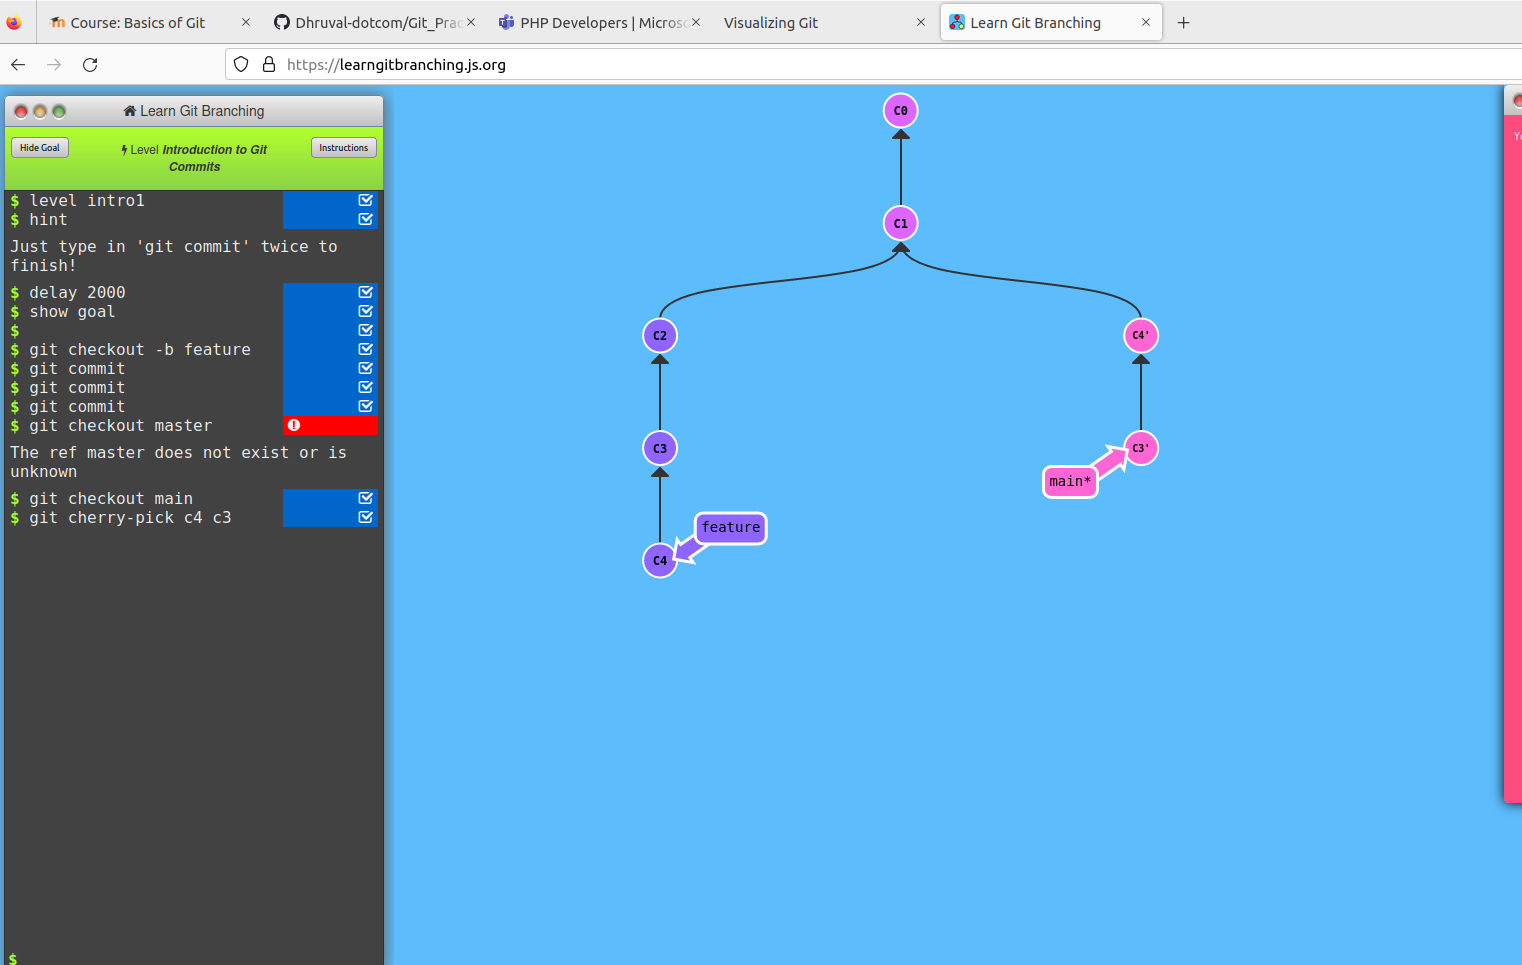 Course: Basics of Git
Dhruval-dotcom/Git_Prac
PHP Developers | Microso
Visualizing Git
Learn Git Branching
https://learngitbranching.js.org
Learn Git Branching
Hide Goal
Level Introduction to Git
Commits
Instructions
$ level intro1
$ hint
Just type in 'git commit' twice to
finish!
$ delay 2000
$ show goal
$
$ git checkout -b feature
$ git commit
$ git commit
$ git commit
$ git checkout master
The ref master does not exist or is
unknown
$ git checkout main
$ git cherry-pick c4 c3
$
C0
C1
C2
C4'
C3
C3'
main*
feature
C4